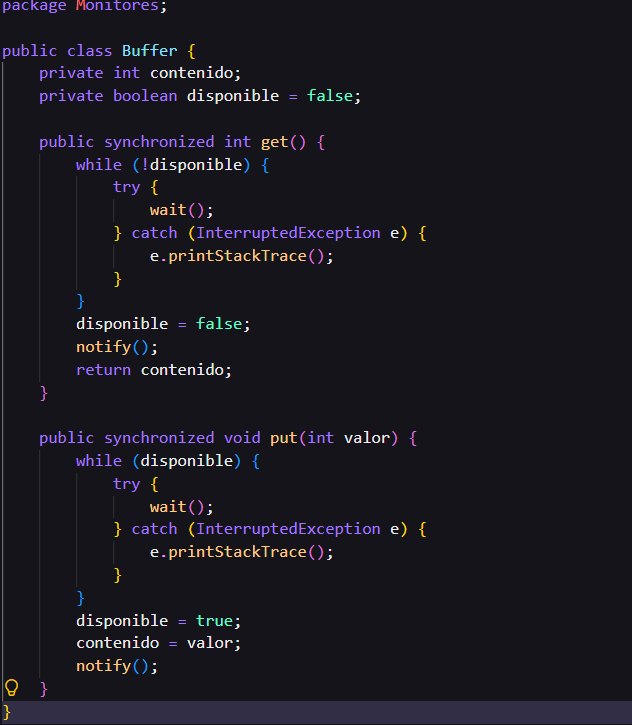 package Monitores;
public class Buffer {
private int contenido;
private boolean disponible = false;
public synchronized int get() {
while (!disponible) {
try {
wait();
} catch (InterruptedException e) {
e.printStackTrace();
}
}
disponible = false;
notify();
return contenido;
}
public synchronized void put(int valor) {
while (disponible) {
try {
wait();
} catch (InterruptedException e) {
e.printStackTrace();
}
}
disponible = true;
contenido = valor;
notify();
}
}